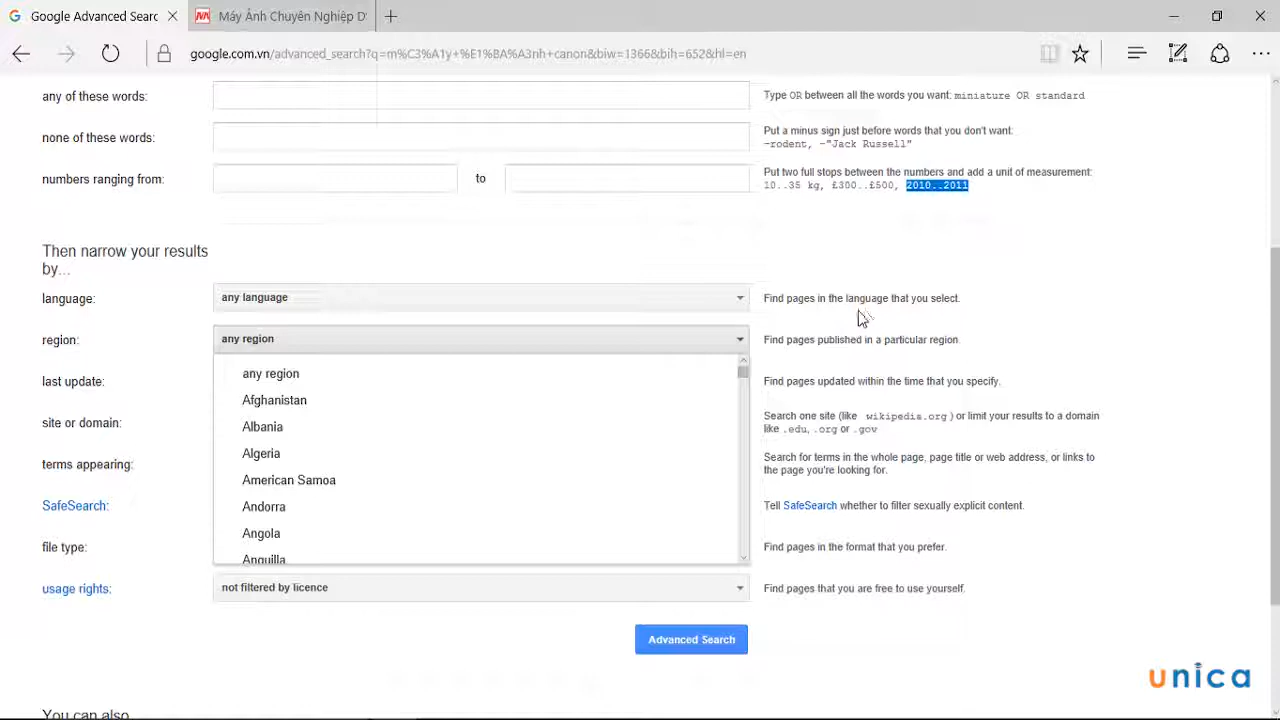 Google Advanced Search
Máy Ảnh Chuyên Nghiệp D
google.com.vn/advanced_search?q=m%C3%A1y+%E1%BA%A3nh+canon&biw=1366&bih=652&hl=en
any of these words:
Type OR between all the words you want: miniature OR standard
none of these words:
Put a minus sign just before words that you don't want:
-rodent, -"Jack Russell"
numbers ranging from:
to
Put two full stops between the numbers and add a unit of measurement:
10..35 kg, £300..£500, 2010..2011
Then narrow your results
by...
language:
any language
Find pages in the language that you select.
region:
any region
Find pages published in a particular region.
any region
Afghanistan
Albania
Algeria
American Samoa
Andorra
Angola
Anguilla
last update:
Find pages updated within the time that you specify.
site or domain:
Search one site (like wikipedia.org ) or limit your results to a domain
like .edu, .org or .gov
terms appearing:
Search for terms in the whole page, page title or web address, or links to
the page you're looking for.
SafeSearch:
Tell SafeSearch whether to filter sexually explicit content.
file type:
Find pages in the format that you prefer.
usage rights:
not filtered by licence
Find pages that you are free to use yourself.
Advanced Search
unica
You can also